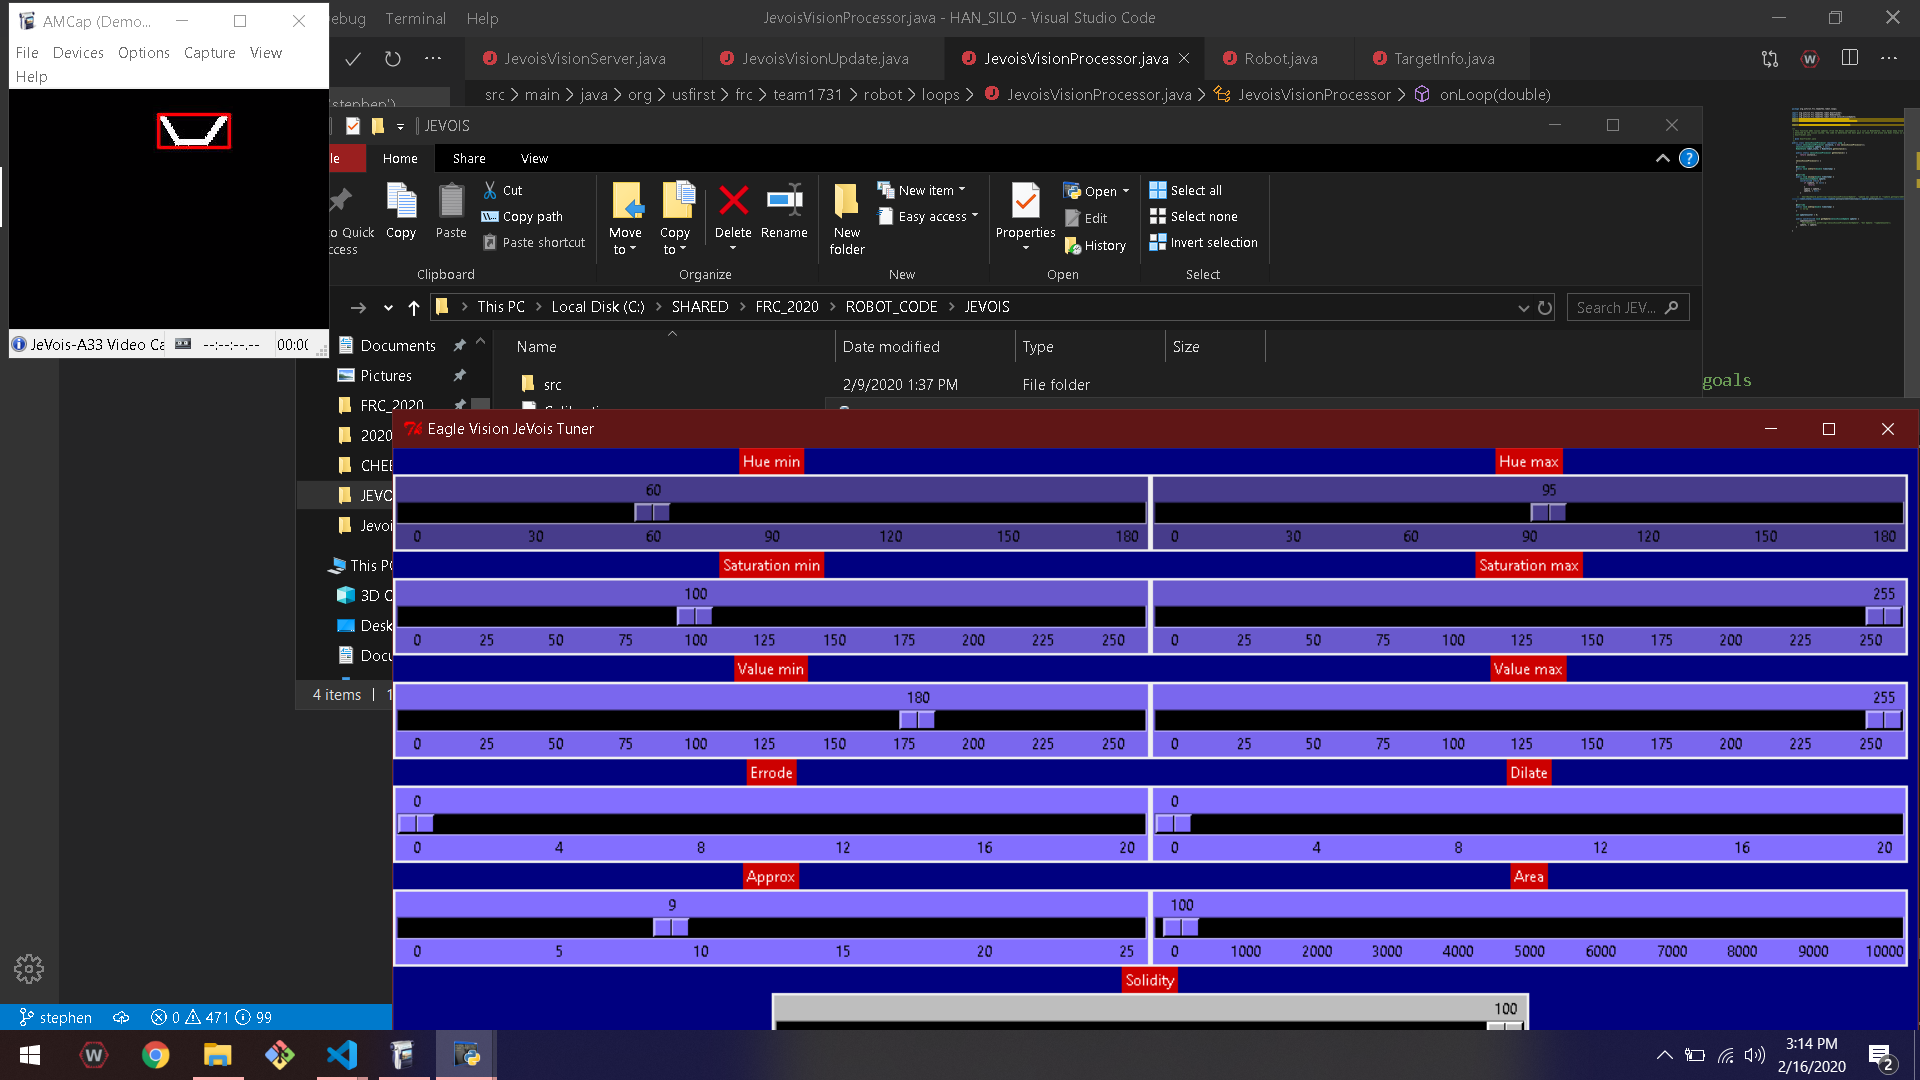 AMCap (Demo...
File Devices Options Capture View
Help
JeVois-A33 Video Ca --:--:--.-- 00:00
ebug Terminal Help
JevoisVisionProcessor.java - HAN_SILO - Visual Studio Code
JevoisVisionServer.java JevoisVisionUpdate.java JevoisVisionProcessor.java Robot.java TargetInfo.java
stephen')
src > main > java > org > usfirst > frc > team1731 > robot > loops > JevoisVisionProcessor.java > JevoisVisionProcessor > onLoop(double)
JEVOIS
le Home Share View
o Quick
ccess
Copy
Paste
Cut
Copy path
Paste shortcut
Clipboard
Move
to
Copy
to
Delete
Rename
Organize
New
folder
New item
Easy access
New
Properties
Open
Edit
History
Open
Select all
Select none
Invert selection
Select
This PC > Local Disk (C:) > SHARED > FRC_2020 > ROBOT_CODE > JEVOIS
Search JEV...
Name Date modified Type Size
src 2/9/2020 1:37 PM File folder
Documents
Pictures
FRC_2020
2020
CHEE
JEVO
Jevoi
This PC
3D O
Desk
Docu
4 items | 1
goals
Eagle Vision JeVois Tuner
Hue min Hue max
60 95
0 30 60 90 120 150 180 0 30 60 90 120 150 180
Saturation min Saturation max
100 255
0 25 50 75 100 125 150 175 200 225 250 0 25 50 75 100 125 150 175 200 225 250
Value min Value max
180 255
0 25 50 75 100 125 150 175 200 225 250 0 25 50 75 100 125 150 175 200 225 250
Errode Dilate
0 0
0 4 8 12 16 20 0 4 8 12 16 20
Approx Area
9 100
0 5 10 15 20 25 0 1000 2000 3000 4000 5000 6000 7000 8000 9000 10000
Solidity
100
stephen 0 471 99
3:14 PM
2/16/2020
2